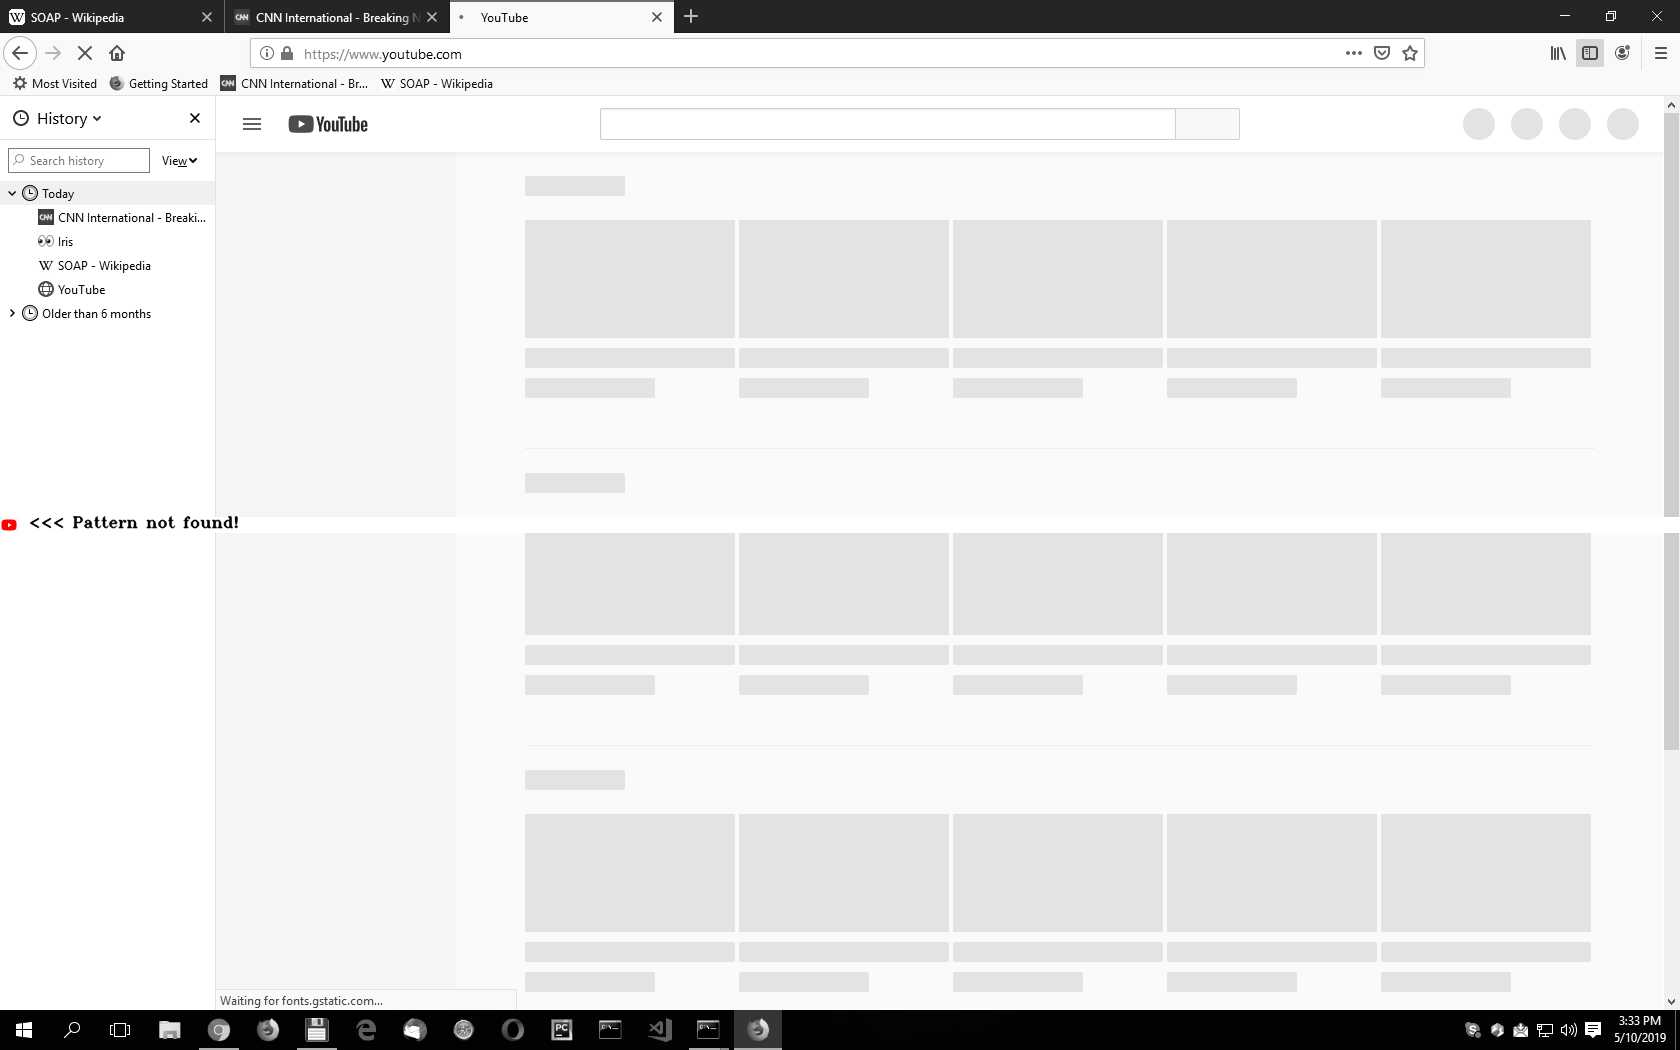 SOAP - Wikipedia
CNN International - Breaking N
YouTube
https://www.youtube.com
Most Visited
Getting Started
CNN International - Br...
SOAP - Wikipedia
History
YouTube
Search history
View
Today
CNN International - Breaki...
Iris
SOAP - Wikipedia
YouTube
Older than 6 months
<<< Pattern not found!
Waiting for fonts.gstatic.com...
3:33 PM
5/10/2019